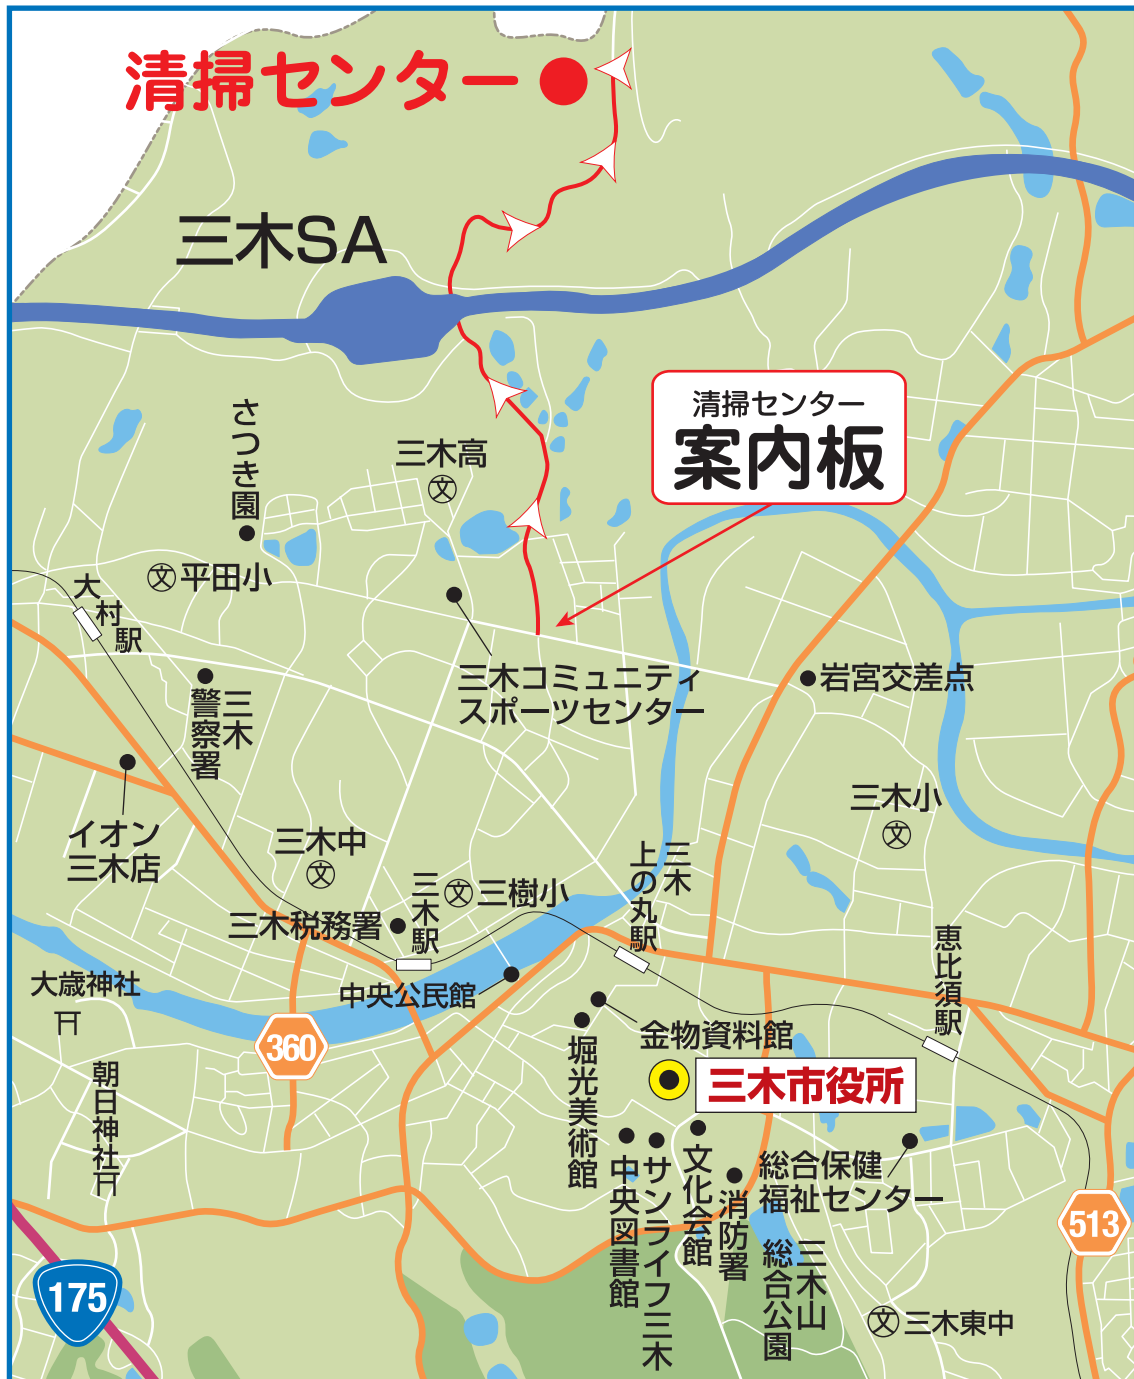 清掃センター
三木SA
清掃センター
案内板
さつき園
三木高
文
文
平田小
大村駅
三木
警察署
三木コミュニティ
スポーツセンター
岩宮交差点
イオン
三木店
三木小
文
三木中
文
三木税務署
三木駅
文
三樹小
三木
上の丸駅
恵比須駅
大歳神社
中央公民館
360
金物資料館
三木市役所
朝日神社
堀光美術館
中央図書館
サンライフ三木
文化会館
消防署
総合保健
福祉センター
三木山
総合公園
513
175
文
三木東中